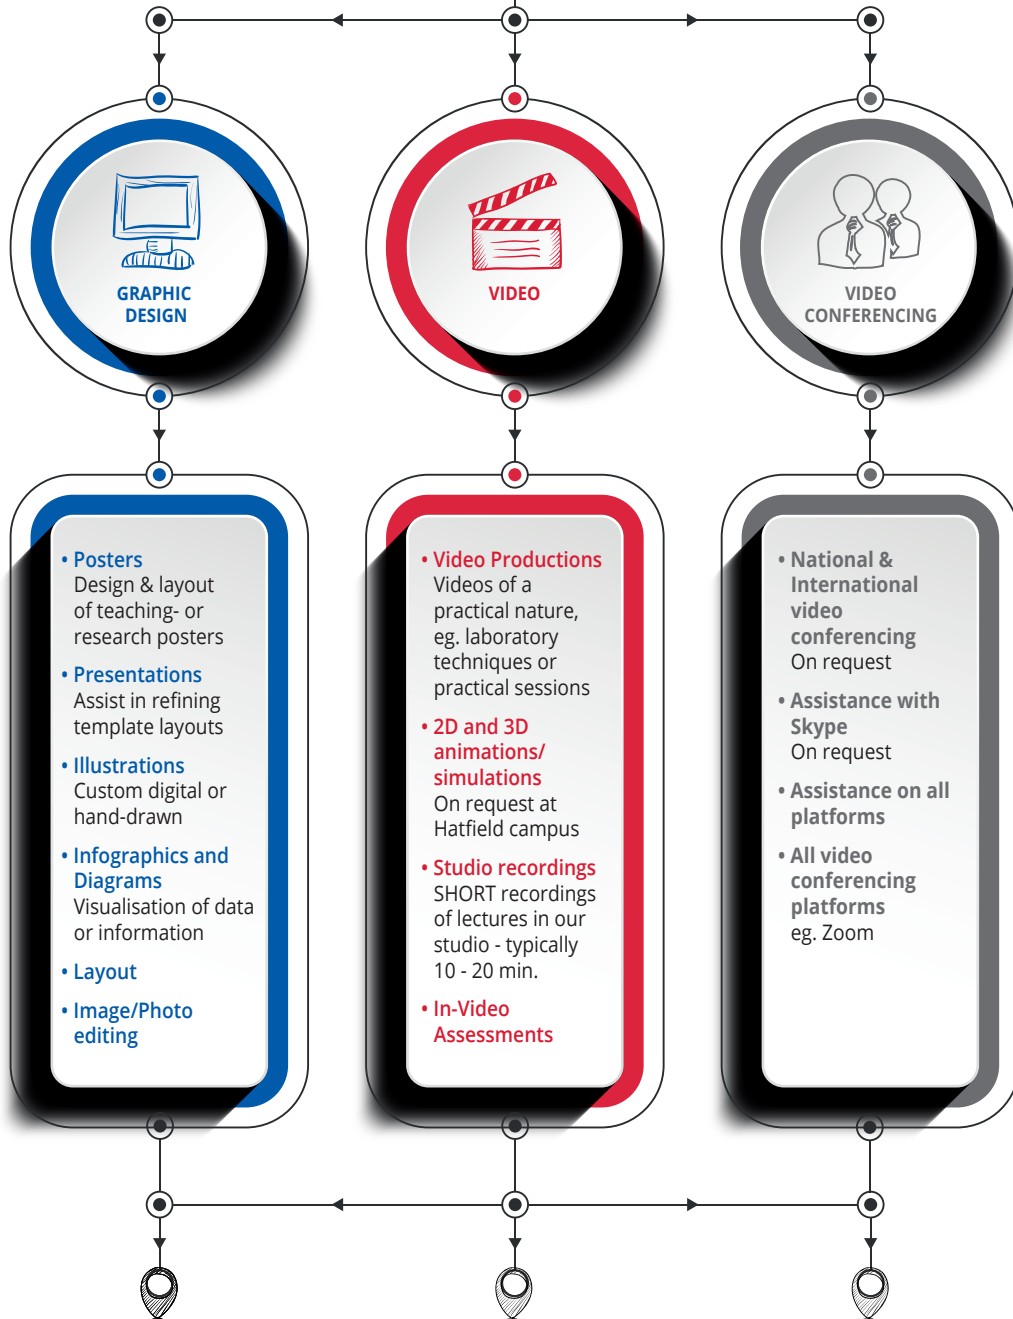 GRAPHIC
DESIGN
VIDEO
VIDEO
CONFERENCING
• Posters
Design & layout
of teaching- or
research posters
• Presentations
Assist in refining
template layouts
• Illustrations
Custom digital or
hand-drawn
• Infographics and
Diagrams
Visualisation of data
or information
• Layout
• Image/Photo
editing
• Video Productions
Videos of a
practical nature,
eg. laboratory
techniques or
practical sessions
• 2D and 3D
animations/
simulations
On request at
Hatfield campus
• Studio recordings
SHORT recordings
of lectures in our
studio - typically
10 - 20 min.
• In-Video
Assessments
• National &
International
video
conferencing
On request
• Assistance with
Skype
On request
• Assistance on all
platforms
• All video
conferencing
platforms
eg. Zoom